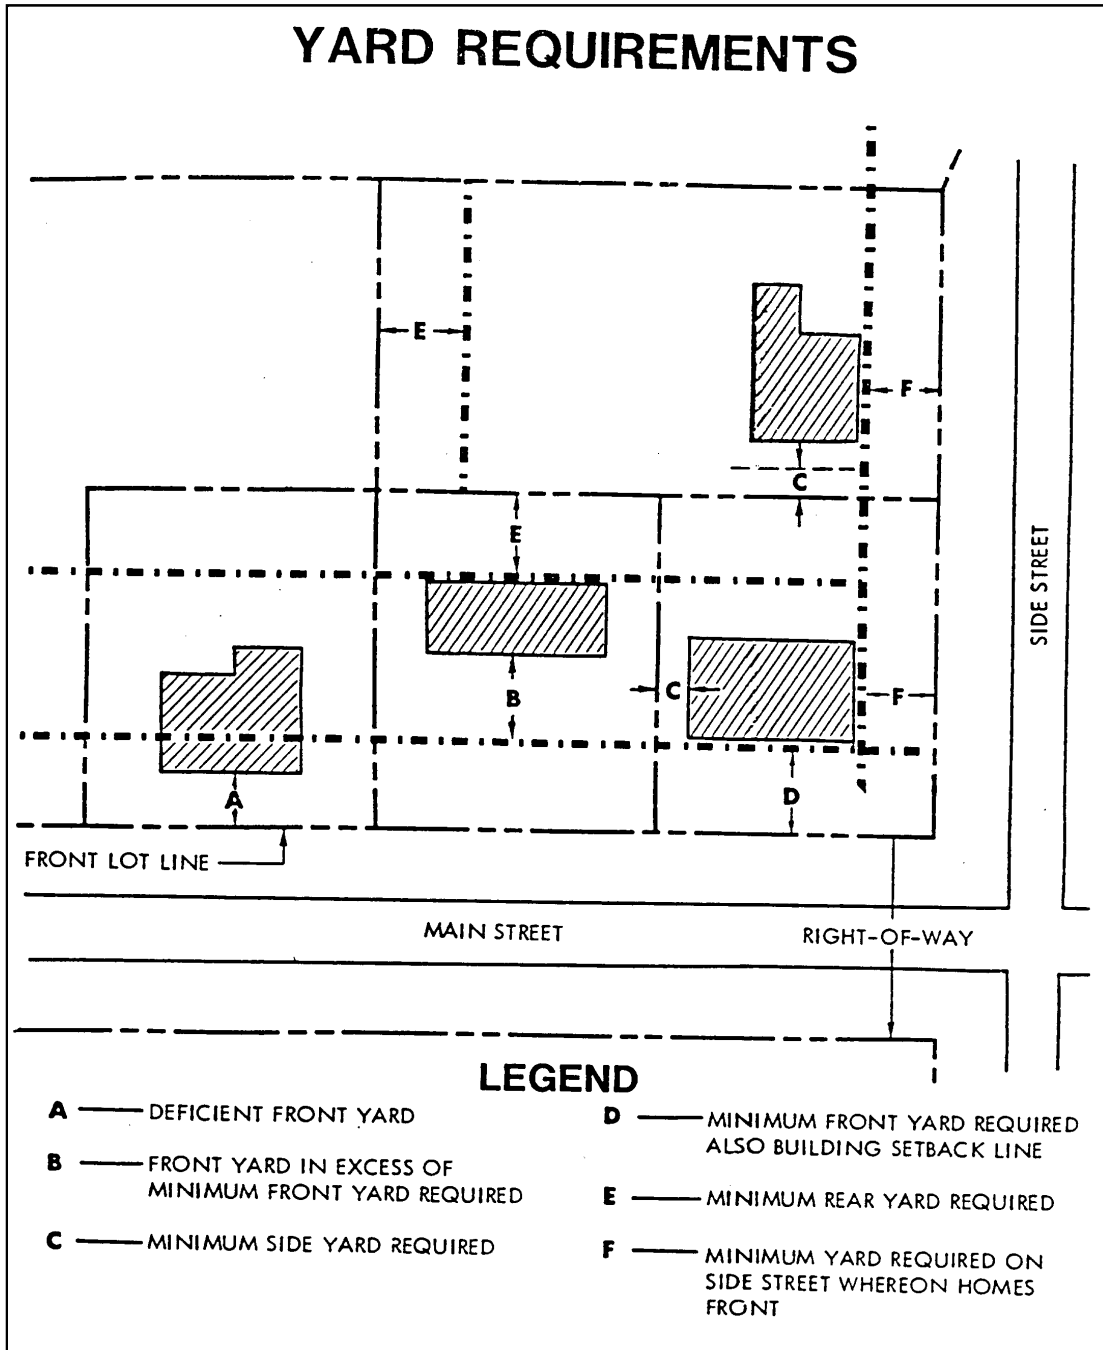 YARD REQUIREMENTS
E
F
C
E
SIDE STREET
B
C
F
A
D
FRONT LOT LINE
MAIN STREET
RIGHT-OF-WAY
LEGEND
A DEFICIENT FRONT YARD
B FRONT YARD IN EXCESS OF
MINIMUM FRONT YARD REQUIRED
C MINIMUM SIDE YARD REQUIRED
D MINIMUM FRONT YARD REQUIRED
ALSO BUILDING SETBACK LINE
E MINIMUM REAR YARD REQUIRED
F MINIMUM YARD REQUIRED ON
SIDE STREET WHEREON HOMES
FRONT